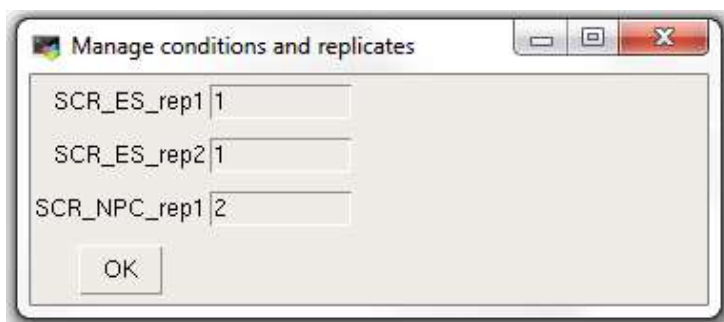 Manage conditions and replicates
SCR_ES_rep1 1
SCR_ES_rep2 1
SCR_NPC_rep1 2
OK